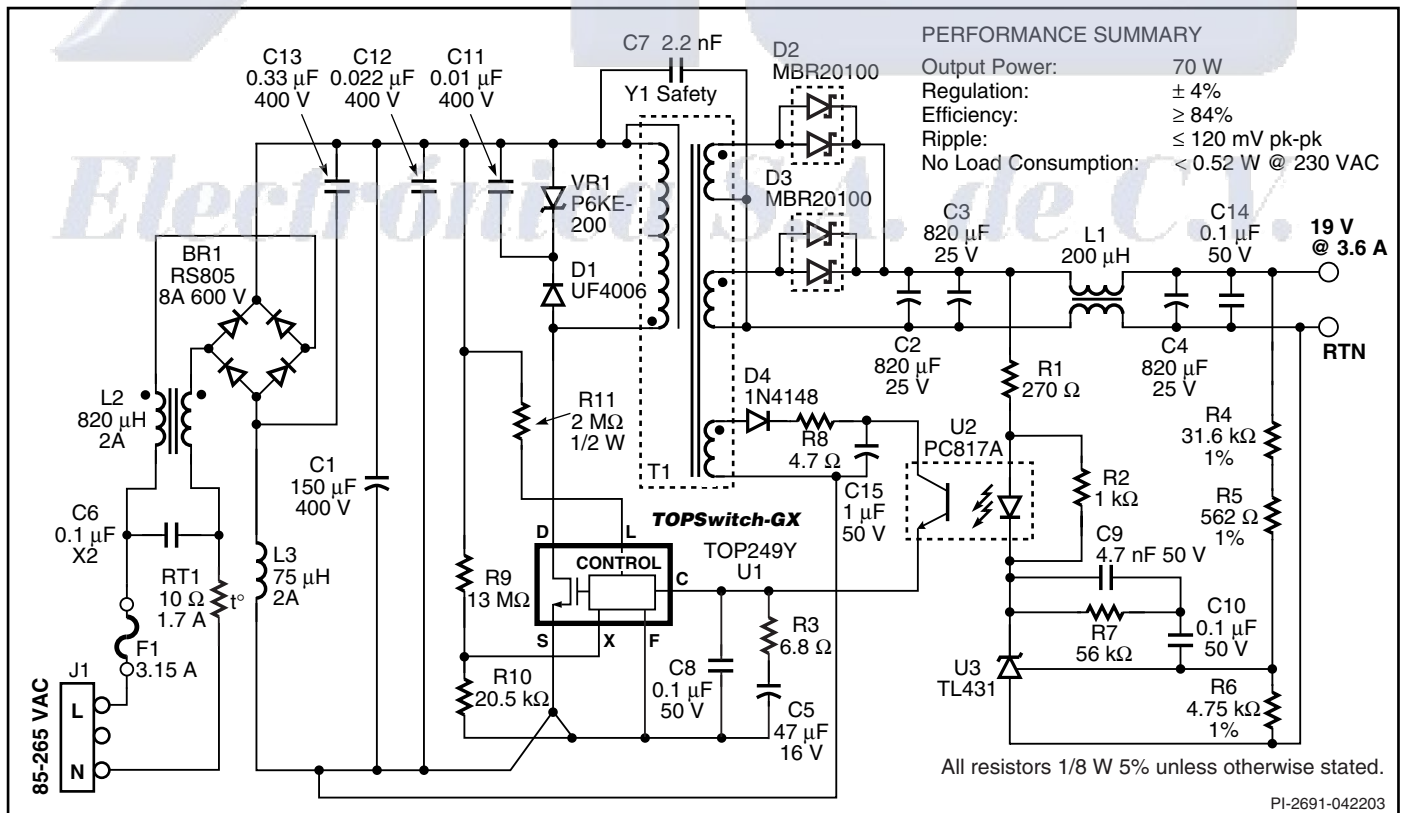 C13
0.33 µF
400 V
C12
0.022 µF
400 V
C11
0.01 µF
400 V
C7 2.2 nF
Y1 Safety
D2
MBR20100
PERFORMANCE SUMMARY
Output Power: 70 W
Regulation: ± 4%
Efficiency: ≥ 84%
Ripple: ≤ 120 mV pk-pk
No Load Consumption: < 0.52 W @ 230 VAC
Electrónica S.A. de C.V.
VR1
P6KE-
200
D3
MBR20100
BR1
RS805
8A 600 V
D1
UF4006
C3
820 µF
25 V
L1
200 µH
C14
0.1 µF
50 V
19 V
@ 3.6 A
RTN
C2
820 µF
25 V
C4
820 µF
25 V
R1
270 Ω
L2
820 µH
2A
R11
2 MΩ
1/2 W
D4
1N4148
R8
4.7 Ω
T1
C15
1 µF
50 V
U2
PC817A
R2
1 kΩ
R4
31.6 kΩ
1%
R5
562 Ω
1%
C1
150 µF
400 V
C6
0.1 µF
X2
RT1
10 Ω
1.7 A
t°
L3
75 µH
2A
F1
3.15 A
J1
L
N
85-265 VAC
TOPSwitch-GX
TOP249Y
U1
D
L
CONTROL
C
S
X
F
R9
13 MΩ
R10
20.5 kΩ
C8
0.1 µF
50 V
R3
6.8 Ω
C5
47 µF
16 V
C9
4.7 nF 50 V
R7
56 kΩ
C10
0.1 µF
50 V
U3
TL431
R6
4.75 kΩ
1%
All resistors 1/8 W 5% unless otherwise stated.
PI-2691-042203